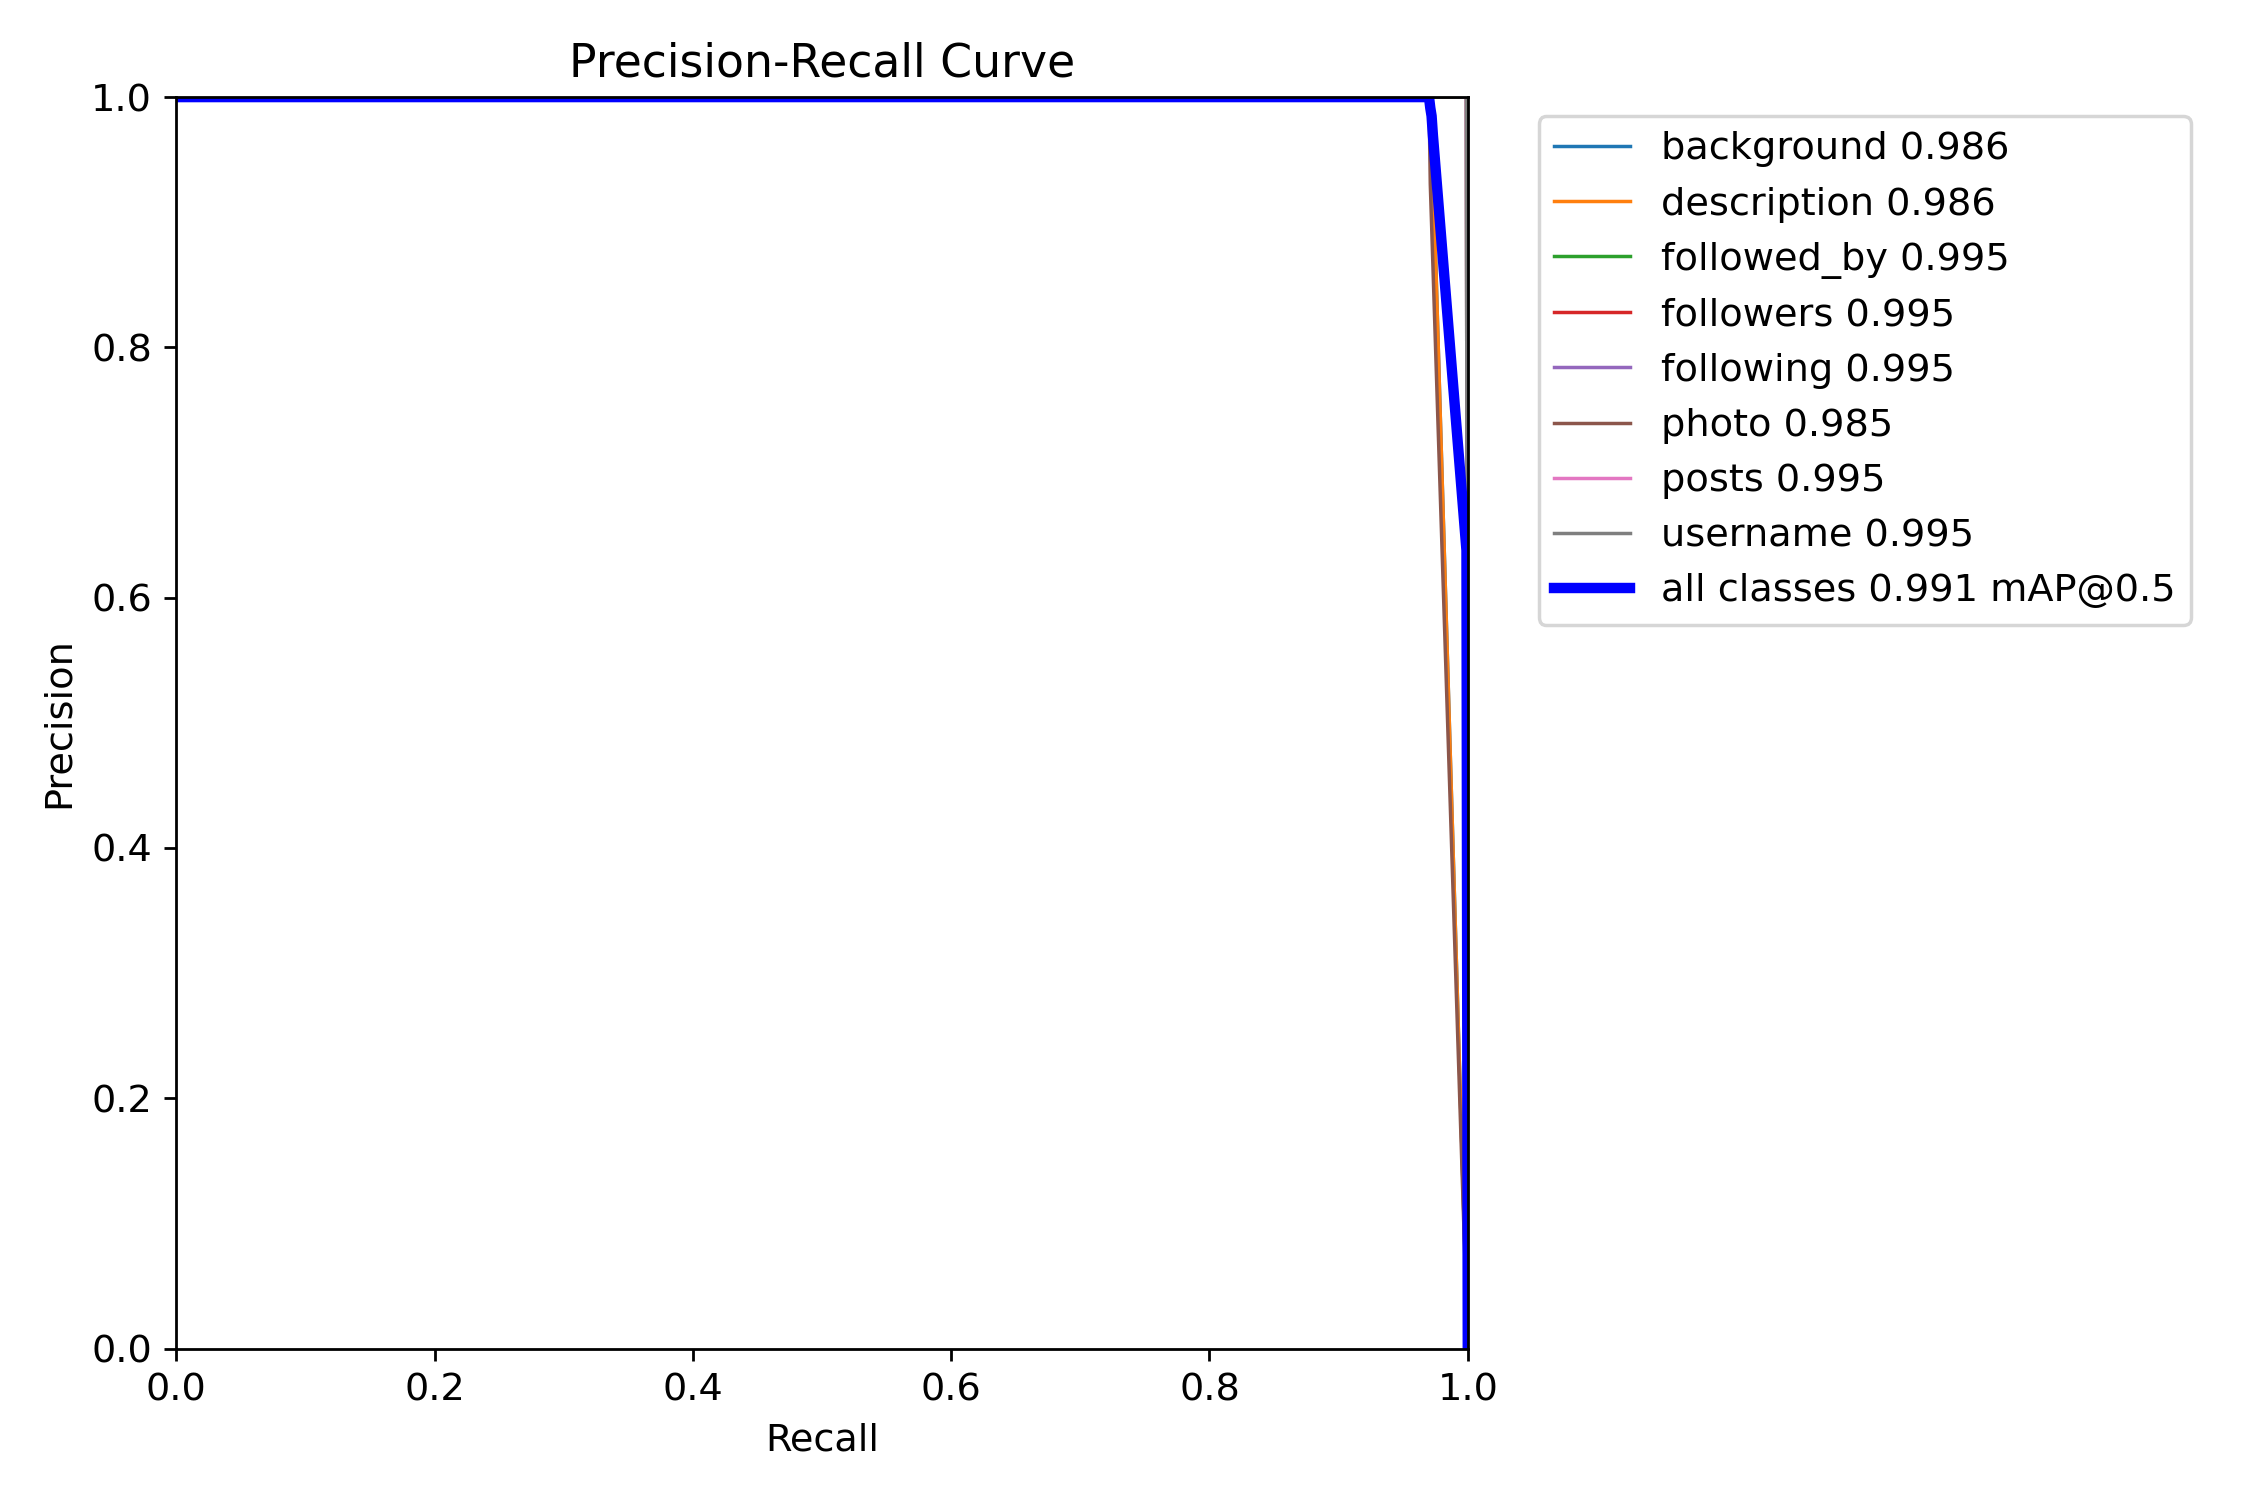 Precision-Recall Curve
1.0
0.8
0.6
0.4
0.2
0.0
Precision
0.0 0.2 0.4 0.6 0.8 1.0
Recall
background 0.986
description 0.986
followed_by 0.995
followers 0.995
following 0.995
photo 0.985
posts 0.995
username 0.995
all classes 0.991 mAP@0.5